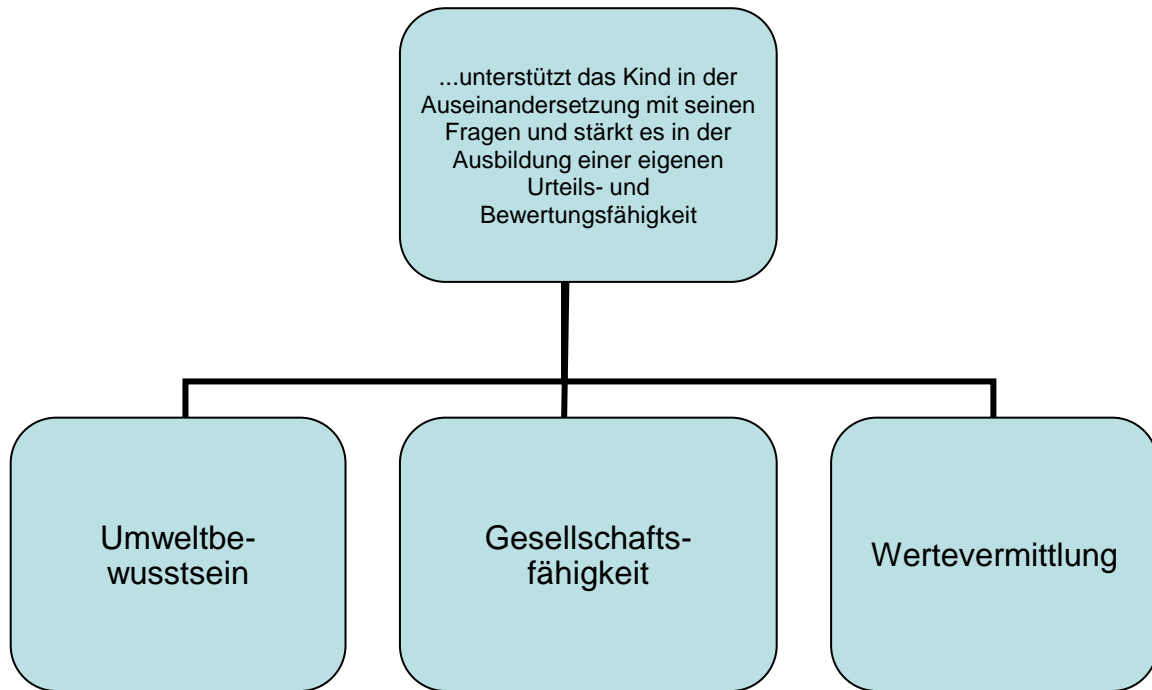 ...unterstützt das Kind in der
Auseinandersetzung mit seinen
Fragen und stärkt es in der
Ausbildung einer eigenen
Urteils- und
Bewertungsfähigkeit
Umweltbe-
wusstsein
Gesellschafts-
fähigkeit
Wertevermittlung